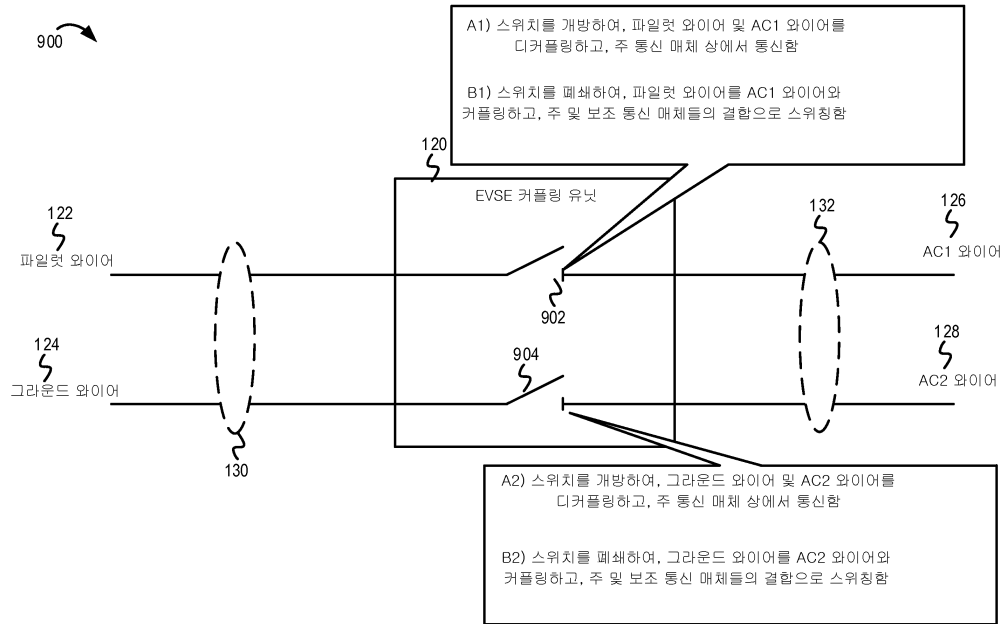 900
A1) 스위치를 개방하여, 파일럿 와이어 및 AC1 와이어를
디커플링하고, 주 통신 매체 상에서 통신함
B1) 스위치를 폐쇄하여, 파일럿 와이어를 AC1 와이어와
커플링하고, 주 및 보조 통신 매체들의 결합으로 스위칭함
120
EVSE 커플링 유닛
122
파일럿 와이어
132
126
AC1 와이어
902
124
그라운드 와이어
904
128
AC2 와이어
130
A2) 스위치를 개방하여, 그라운드 와이어 및 AC2 와이어를
디커플링하고, 주 통신 매체 상에서 통신함
B2) 스위치를 폐쇄하여, 그라운드 와이어를 AC2 와이어와
커플링하고, 주 및 보조 통신 매체들의 결합으로 스위칭함